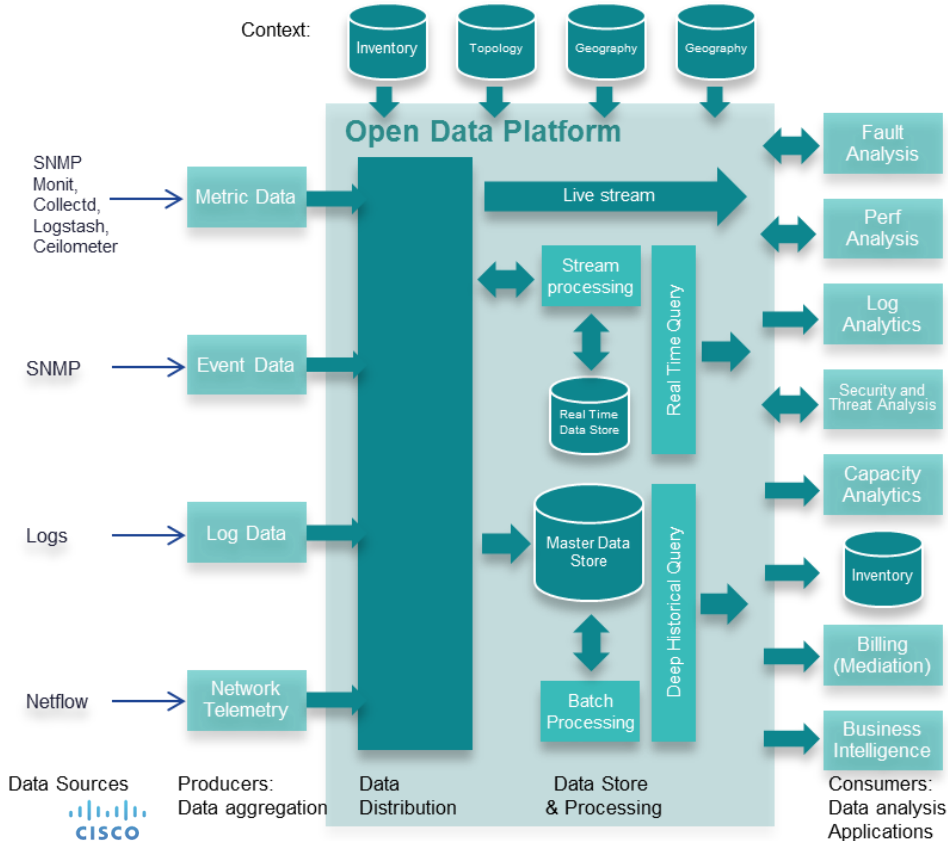 Context:
Inventory
Topology
Geography
Geography
Open Data Platform
SNMP
Monit,
Collectd,
Logstash,
Ceilometer
Metric Data
Live stream
Fault
Analysis
Perf
Analysis
Stream
processing
Real Time Query
Log
Analytics
SNMP
Event Data
Real Time
Data Store
Security and
Threat Analysis
Capacity
Analytics
Logs
Log Data
Master Data
Store
Deep Historical Query
Inventory
Billing
(Mediation)
Netflow
Network
Telemetry
Batch
Processing
Business
Intelligence
Data Sources
Producers:
Data aggregation
Data
Distribution
Data Store
& Processing
Consumers:
Data analysis
Applications
CISCO